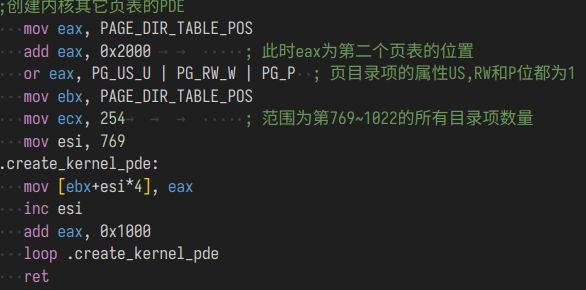 ;创建内核其它页表的PDE
mov eax, PAGE_DIR_TABLE_POS
add eax, 0x2000 ; 此时eax为第二个页表的位置
or eax, PG_US_U | PG_RW_W | PG_P ; 页目录项的属性US,RW和P位都为1
mov ebx, PAGE_DIR_TABLE_POS
mov ecx, 254 ; 范围为第769~1022的所有目录项数量
mov esi, 769
.create_kernel_pde:
mov [ebx+esi*4], eax
inc esi
add eax, 0x1000
loop .create_kernel_pde
ret